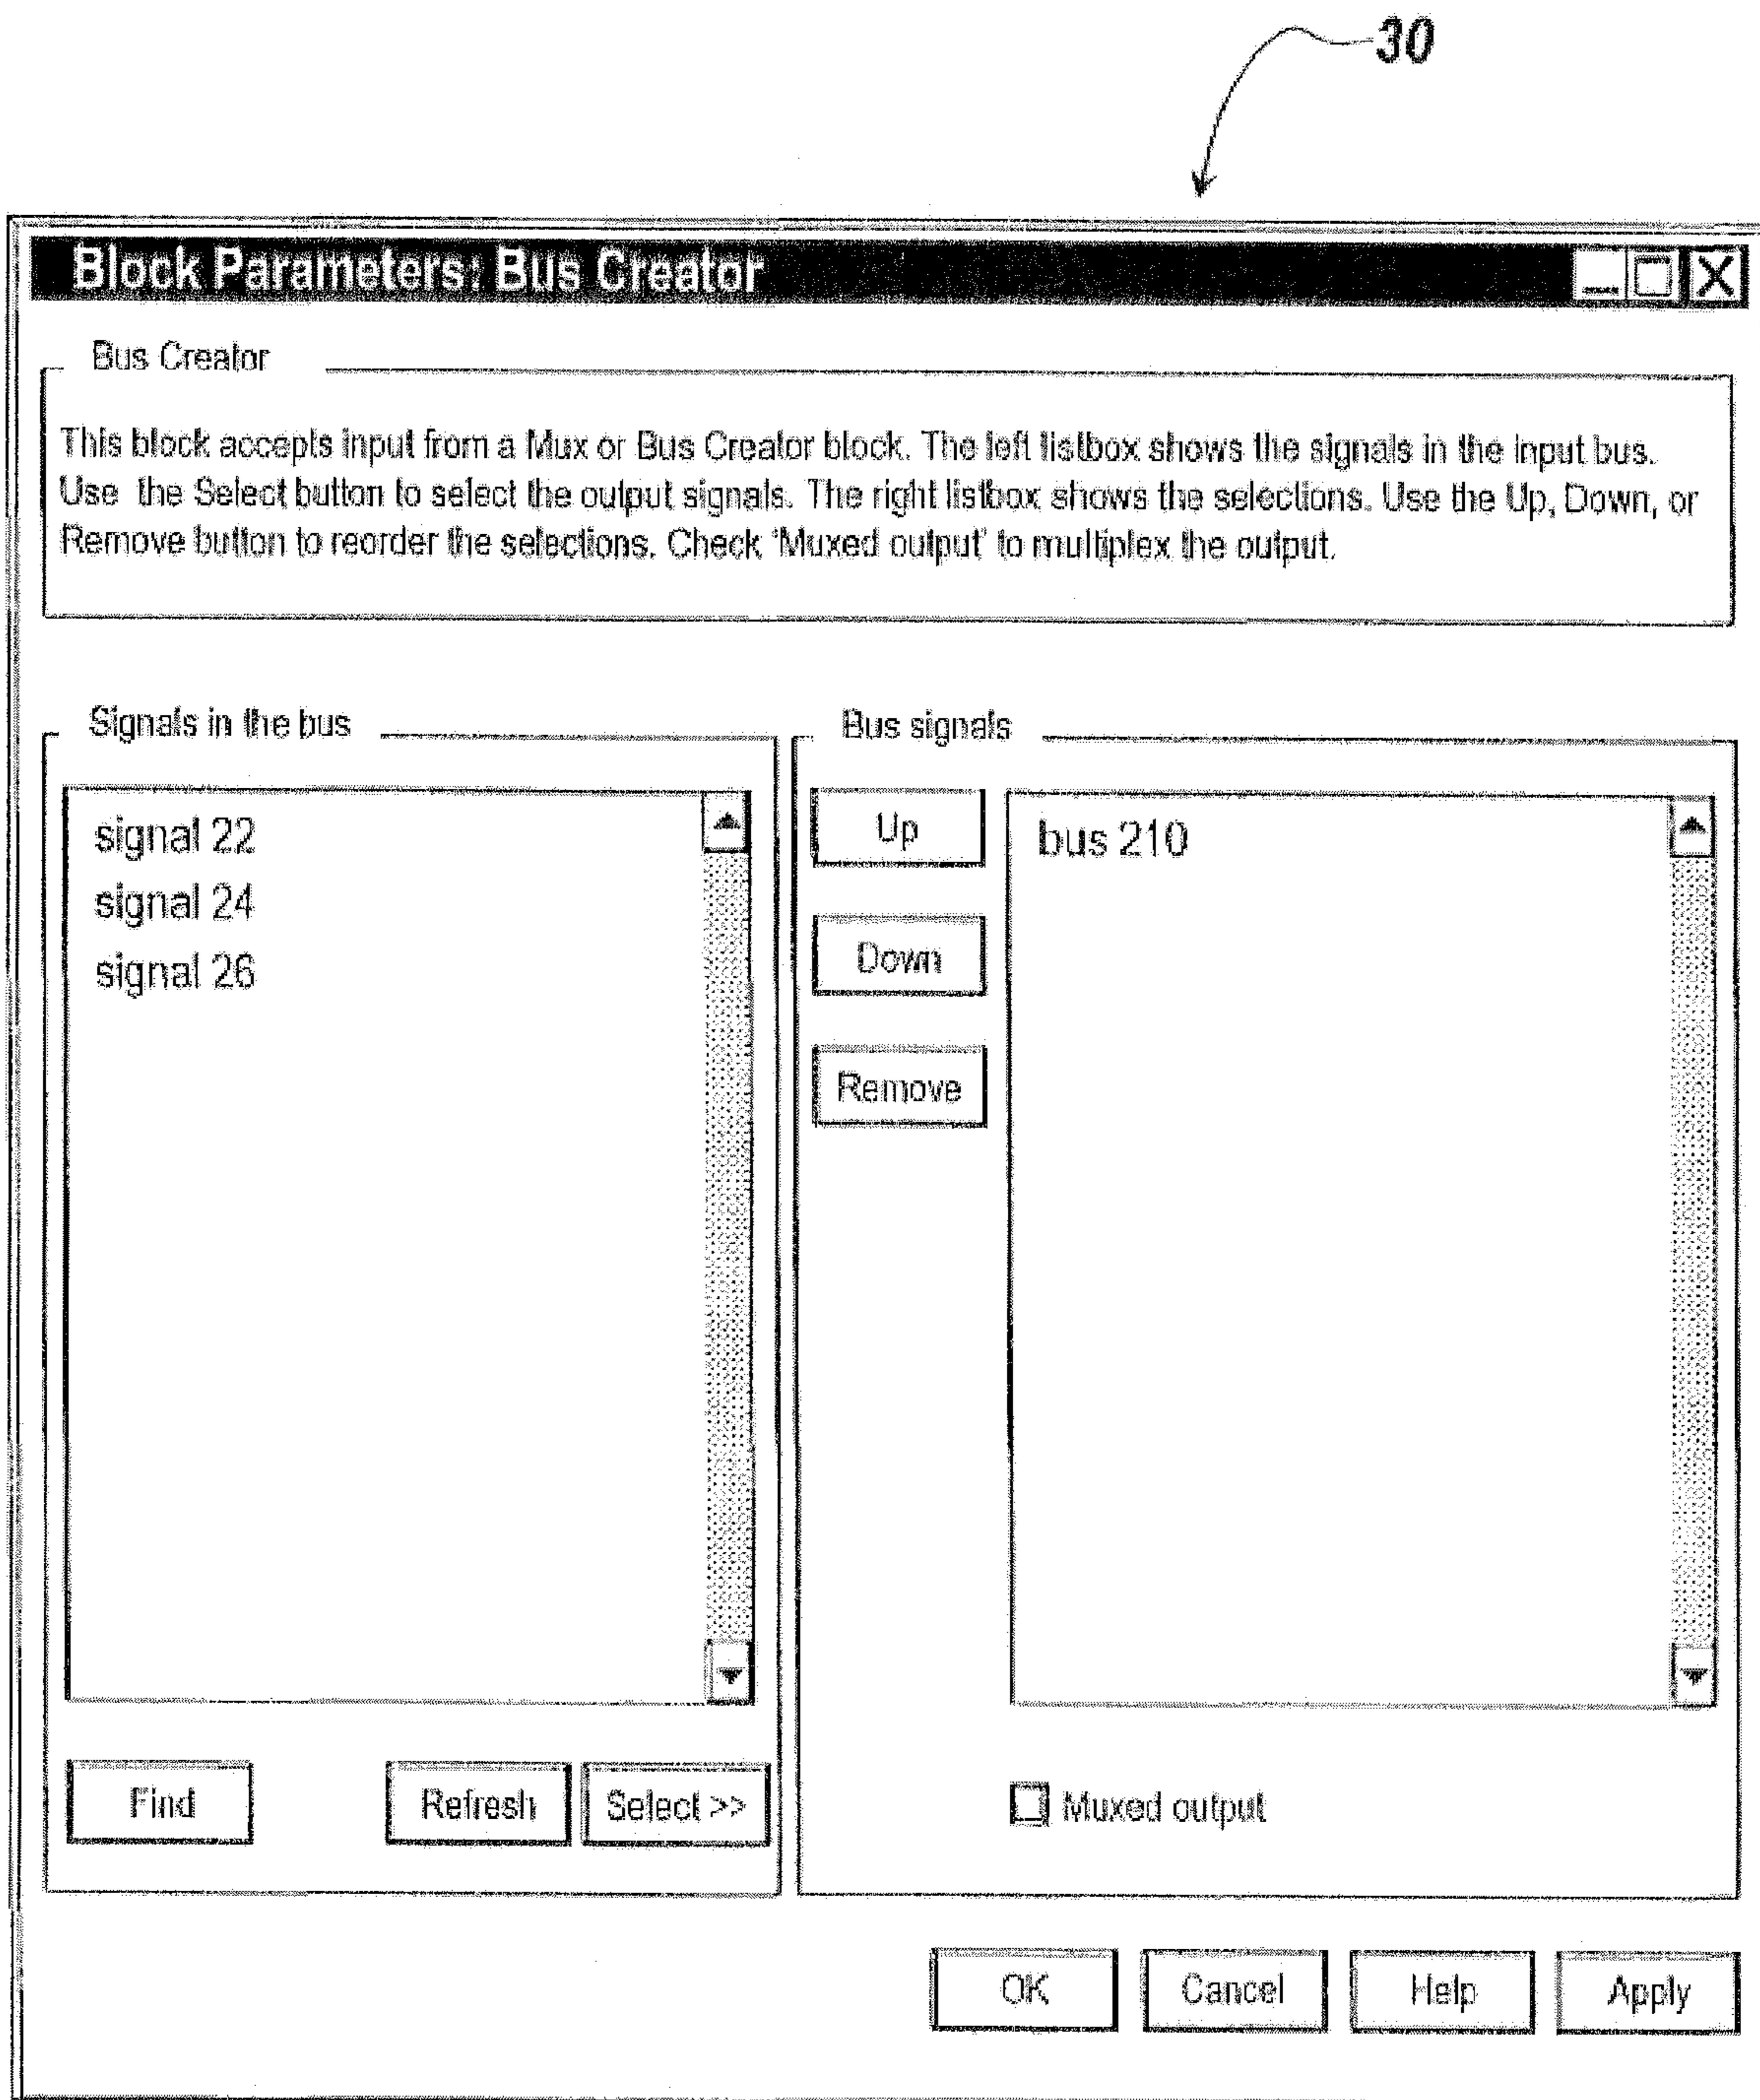 30
Block Parameters: Bus Creator
Bus Creator
This block accepts input from a Mux or Bus Creator block. The left listbox shows the signals in the input bus.
Use the Select button to select the output signals. The right listbox shows the selections. Use the Up, Down, or
Remove button to reorder the selections. Check 'Muxed output' to multiplex the output.
Signals in the bus
signal 22
signal 24
signal 26
Find
Refresh
Select >>
Bus signals
Up
Down
Remove
bus 210
Muxed output
OK
Cancel
Help
Apply